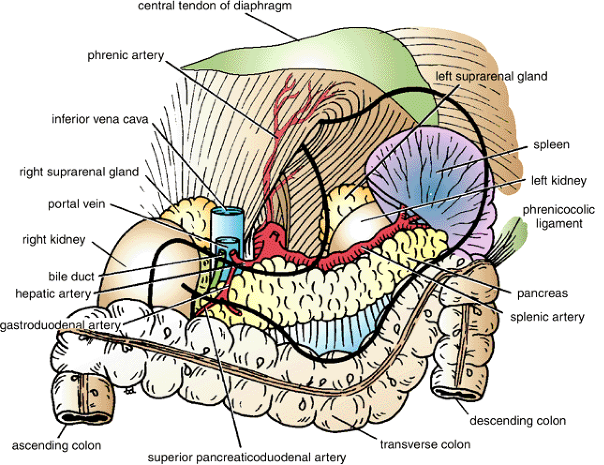 central tendon of diaphragm
phrenic artery
left suprarenal gland
inferior vena cava
spleen
right suprarenal gland
left kidney
portal vein
phrenicocolic
ligament
right kidney
bile duct
hepatic artery
pancreas
splenic artery
gastroduodenal artery
descending colon
ascending colon
transverse colon
superior pancreaticoduodenal artery